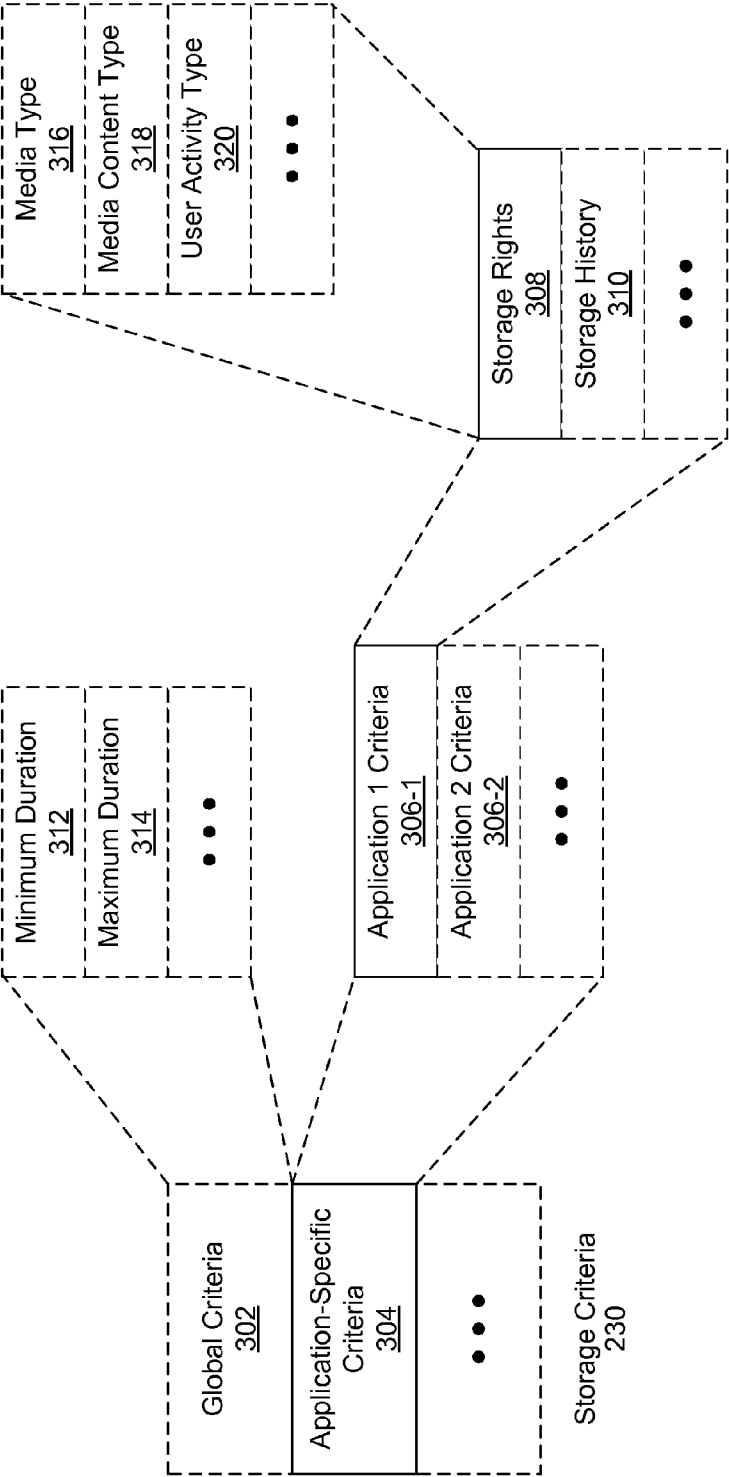 Global Criteria
302
Application-Specific
Criteria
304
Storage Criteria
230
Minimum Duration
312
Maximum Duration
314
Application 1 Criteria
306-1
Application 2 Criteria
306-2
Media Type
316
Media Content Type
318
User Activity Type
320
Storage Rights
308
Storage History
310